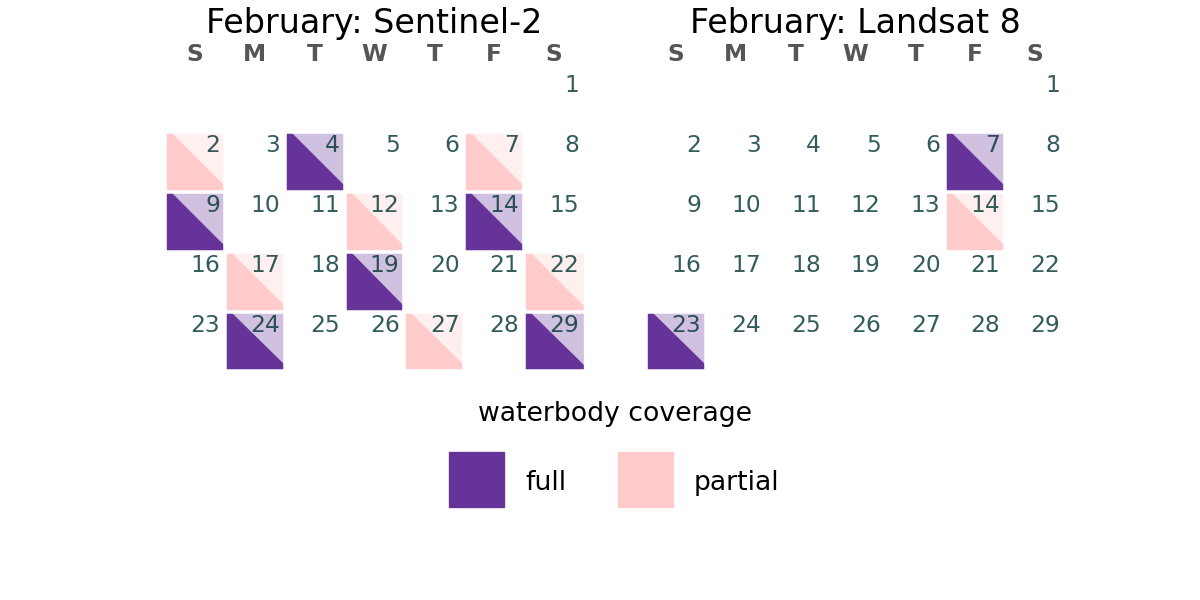 February: Sentinel-2
S M T W T F S
1
2 3 4 5 6 7 8
9 10 11 12 13 14 15
16 17 18 19 20 21 22
23 24 25 26 27 28 29
February: Landsat 8
S M T W T F S
1
2 3 4 5 6 7 8
9 10 11 12 13 14 15
16 17 18 19 20 21 22
23 24 25 26 27 28 29
waterbody coverage
full partial